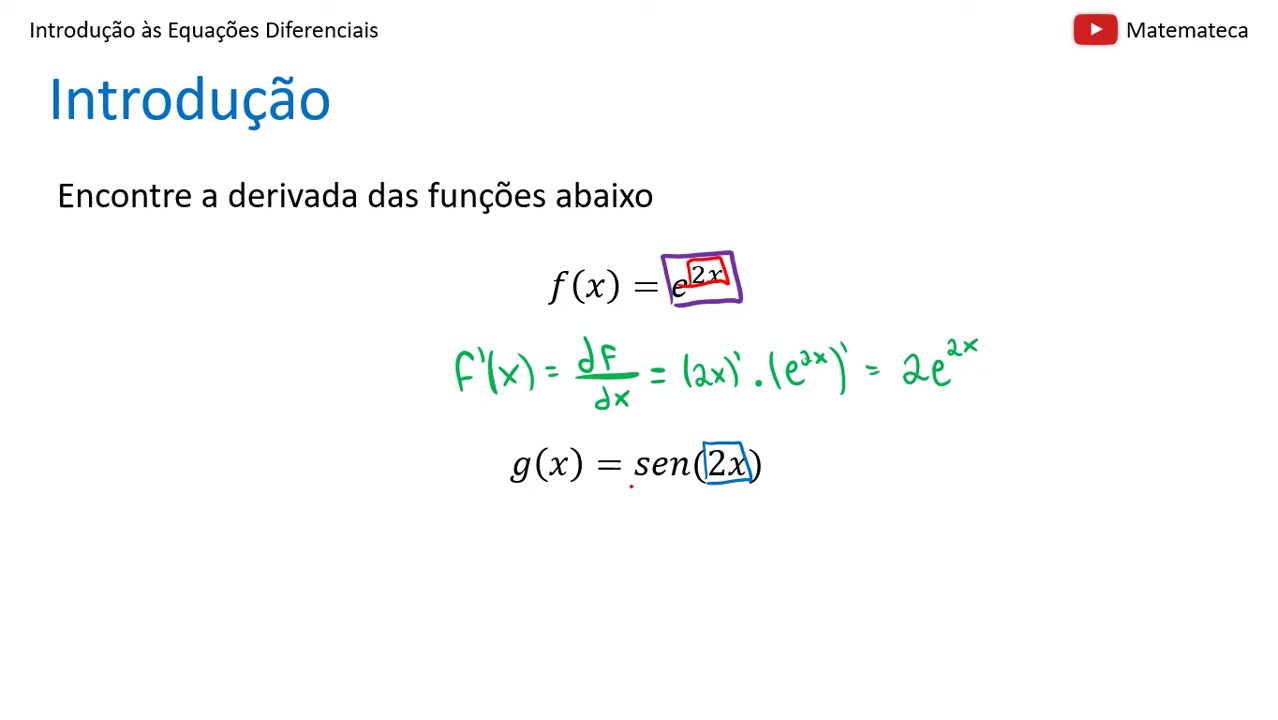 Introdução às Equações Diferenciais
Matemateca
Introdução
Encontre a derivada das funções abaixo
f(x) = e^{2x}
F'(x) = \frac{dF}{dx} = (2x)' . (e^{2x})' = 2e^{2x}
g(x) = sen(2x)